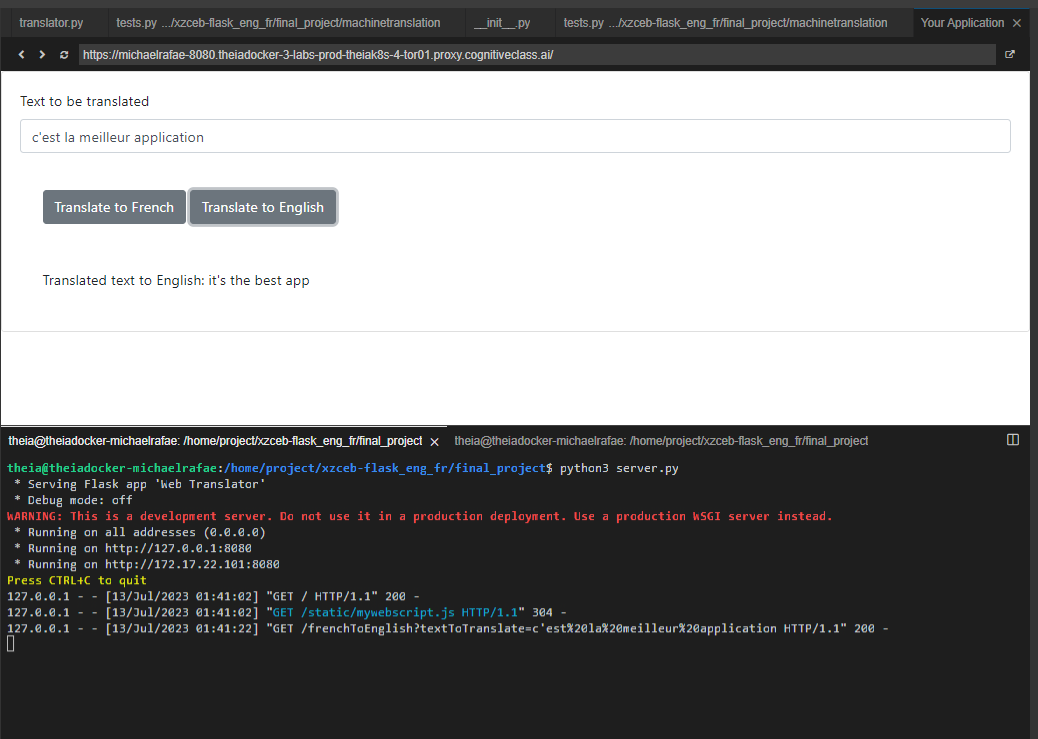 translator.py tests.py .../xzceb-flask_eng_fr/final_project/machinetranslation __init__.py tests.py .../xzceb-flask_eng_fr/final_project/machinetranslation Your Application
https://michaelrafae-8080.theiadocker-3-labs-prod-theiak8s-4-tor01.proxy.cognitiveclass.ai/
Text to be translated
c'est la meilleur application
Translate to French Translate to English
Translated text to English: it's the best app
theia@theiadocker-michaelrafae: /home/project/xzceb-flask_eng_fr/final_project theia@theiadocker-michaelrafae: /home/project/xzceb-flask_eng_fr/final_project
theia@theiadocker-michaelrafae:/home/project/xzceb-flask_eng_fr/final_project$ python3 server.py
* Serving Flask app 'Web Translator'
* Debug mode: off
WARNING: This is a development server. Do not use it in a production deployment. Use a production WSGI server instead.
* Running on all addresses (0.0.0.0)
* Running on http://127.0.0.1:8080
* Running on http://172.17.22.101:8080
Press CTRL+C to quit
127.0.0.1 - - [13/Jul/2023 01:41:02] "GET / HTTP/1.1" 200 -
127.0.0.1 - - [13/Jul/2023 01:41:02] "GET /static/mywebscript.js HTTP/1.1" 304 -
127.0.0.1 - - [13/Jul/2023 01:41:22] "GET /frenchToEnglish?textToTranslate=c'est%20la%20meilleur%20application HTTP/1.1" 200 -